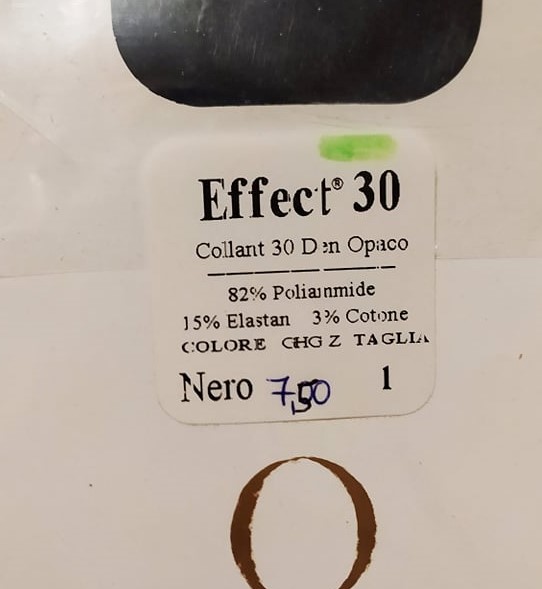 Effect® 30
Collant 30 Den Opaco
82% Poliammide
15% Elastan 3% Cotone
COLORE CHG Z TAGLIA
Nero 7,50 1
O